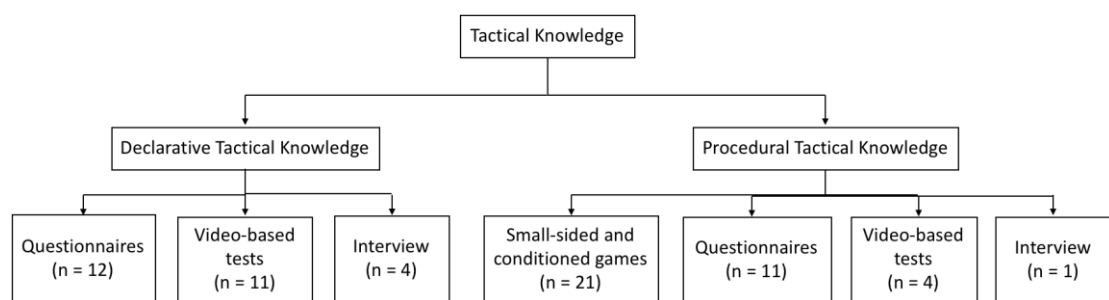 Tactical Knowledge
Declarative Tactical Knowledge
Procedural Tactical Knowledge
Questionnaires
(n = 12)
Video-based
tests
(n = 11)
Interview
(n = 4)
Small-sided and
conditioned games
(n = 21)
Questionnaires
(n = 11)
Video-based
tests
(n = 4)
Interview
(n = 1)